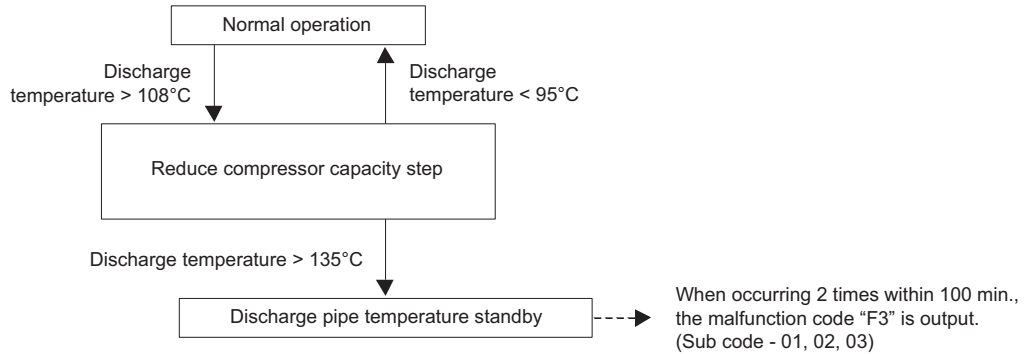 Normal operation
Discharge
temperature > 108°C
Discharge
temperature < 95°C
Reduce compressor capacity step
Discharge temperature > 135°C
Discharge pipe temperature standby
When occurring 2 times within 100 min.,
the malfunction code “F3” is output.
(Sub code - 01, 02, 03)